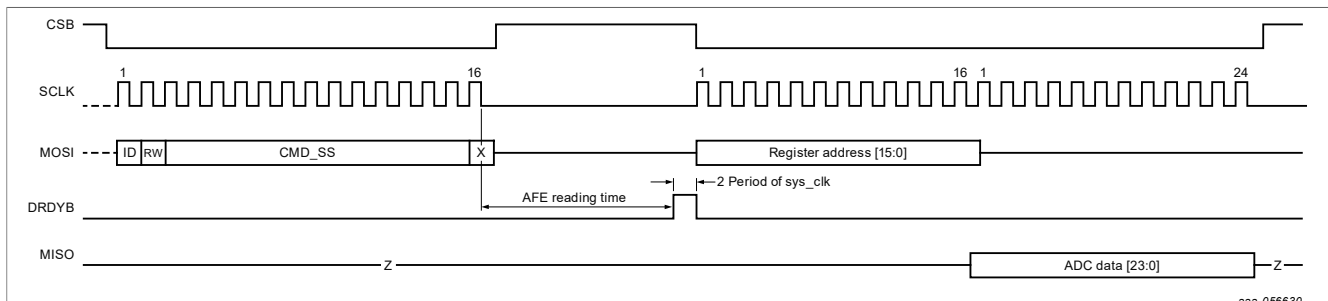 CSB
1 16 1 16 1 24
SCLK
MOSI ID RW CMD_SS X Register address [15:0]
2 Period of sys_clk
AFE reading time
DRDYB
MISO
Z ADC data [23:0] Z